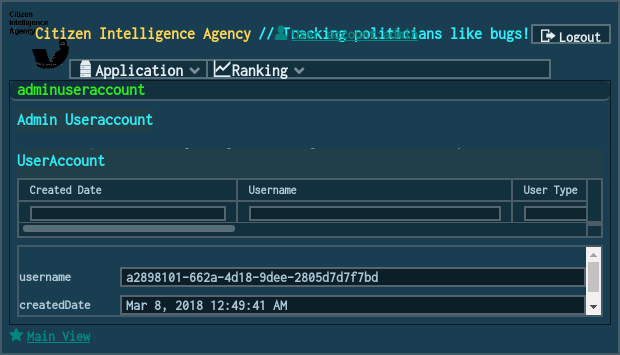 Citizen
Intelligence
Agency
Citizen Intelligence Agency // Tracking politicians like bugs!
Logout
Application
Ranking
adminuseraccount
Admin Useraccount
UserAccount
Created Date
Username
User Type
username
a2898101-662a-4d18-9dee-2805d7d7f7bd
createdDate
Mar 8, 2018 12:49:41 AM
Main View